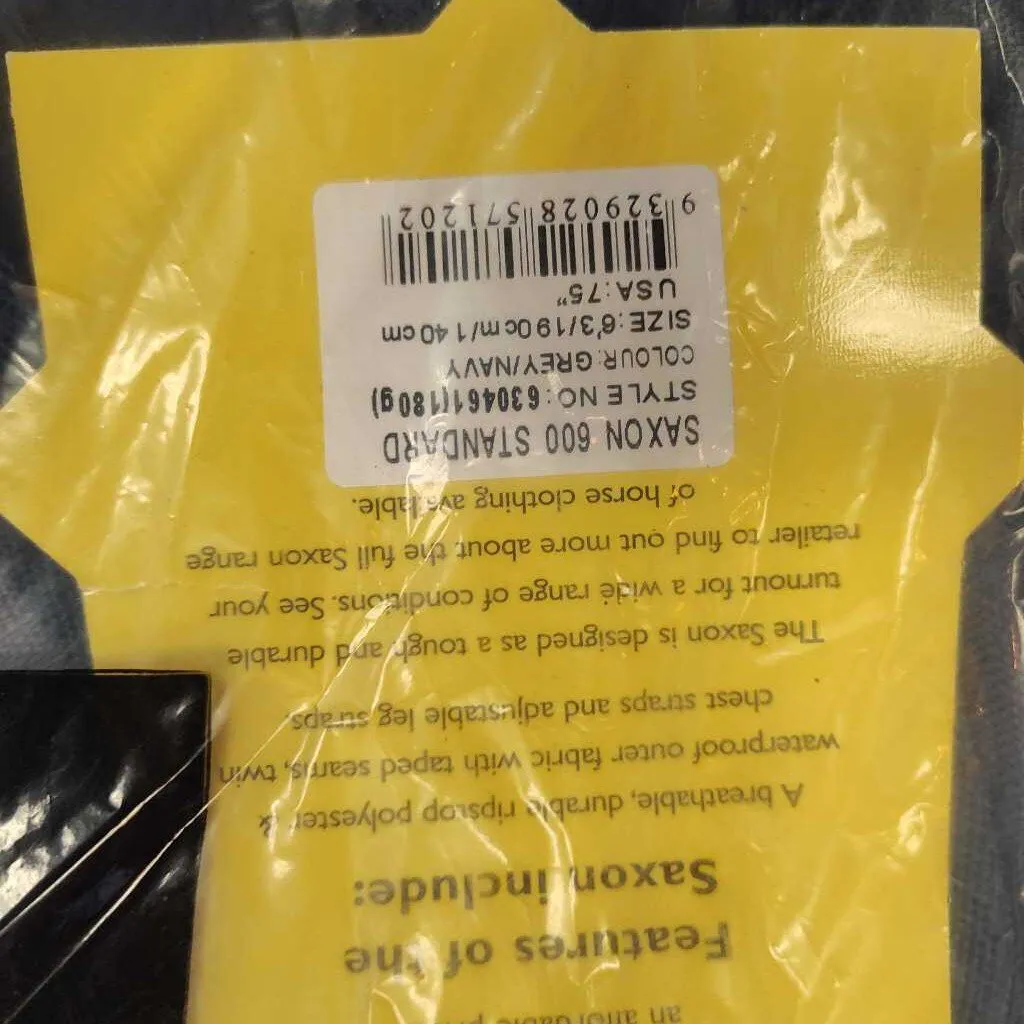 an affordable
Features of the
Saxon include:
A breathable, durable ripstop polyester &
waterproof outer fabric with taped seams, twin
chest straps and adjustable leg straps.
The Saxon is designed as a tough and durable
turnout for a wide range of conditions. See your
retailer to find out more about the full Saxon range
of horse clothing available.
SAXON 600 STANDARD
STYLE NO:630461(180g)
COLOUR: GREY/NAVY
SIZE:6'3/190cm/140cm
USA:75"
9 329028 571202